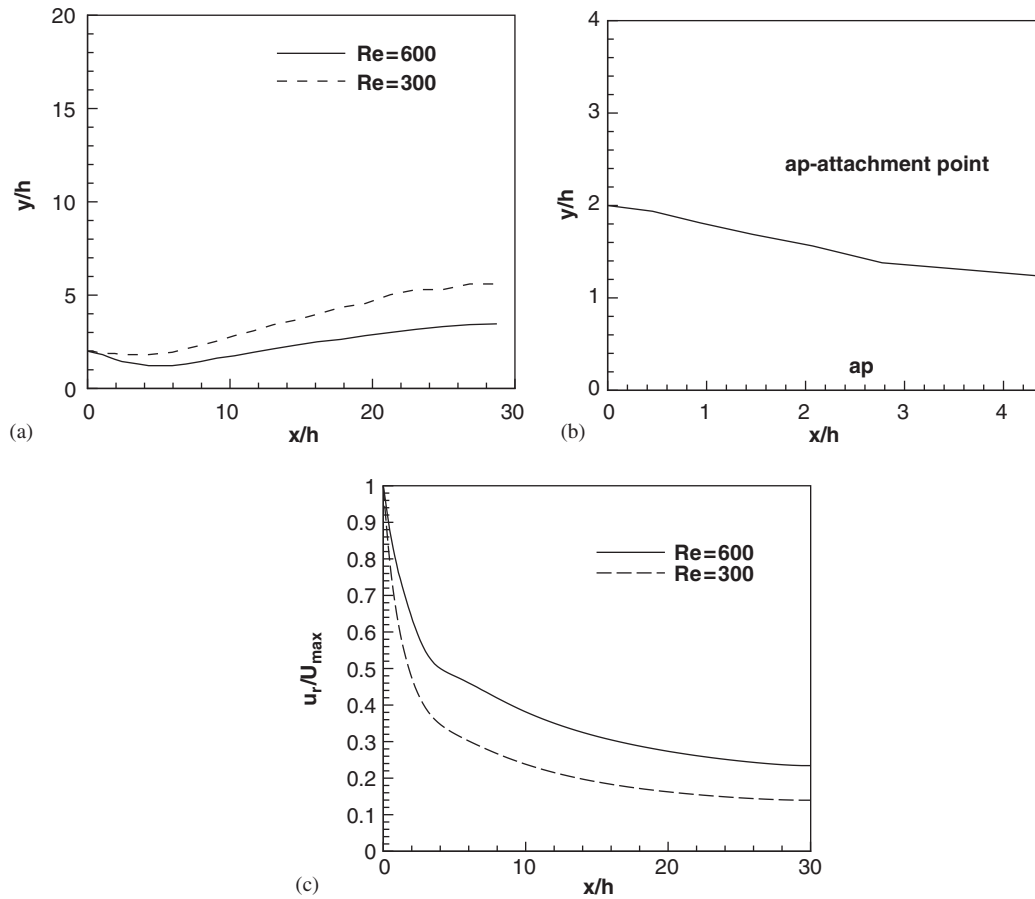 20
15
10
5
0
y/h
Re=600
Re=300
0
10
20
30
x/h
(a)
4
3
2
1
0
y/h
ap-attachment point
ap
0
1
2
3
4
x/h
(b)
1
0.9
0.8
0.7
0.6
0.5
0.4
0.3
0.2
0.1
0
u_r/U_max
Re=600
Re=300
0
10
20
30
x/h
(c)